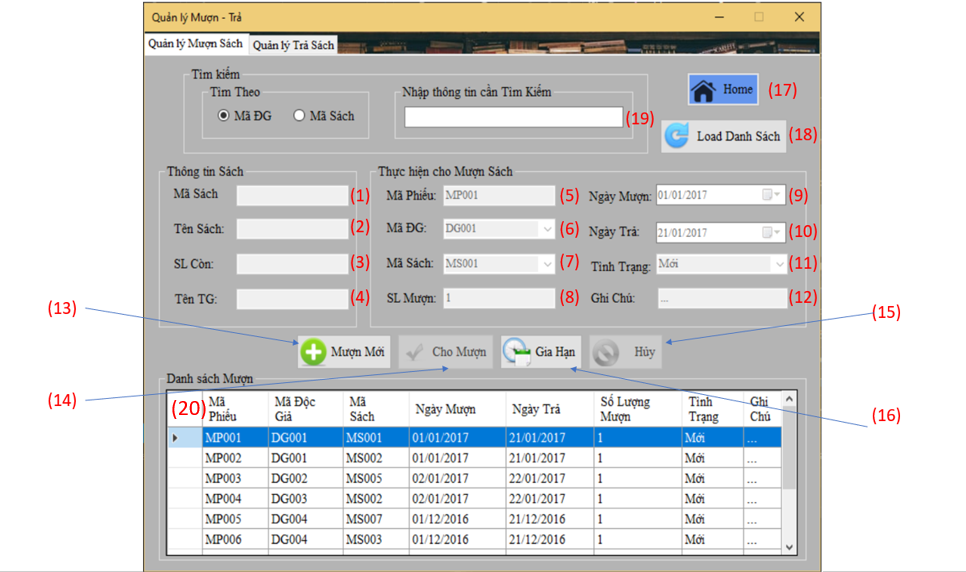 Quản lý Mượn - Trả
Quản lý Mượn Sách Quản lý Trả Sách
Tìm kiếm
Tìm Theo Nhập thông tin cần Tìm Kiếm
Mã ĐG Mã Sách (19)
Home (17)
Load Danh Sách (18)
Thông tin Sách Thực hiện cho Mượn Sách
Mã Sách (1) Mã Phiếu: MP001 (5) Ngày Mượn: 01/01/2017 (9)
Tên Sách: (2) Mã ĐG: DG001 (6) Ngày Trả: 21/01/2017 (10)
SL Còn: (3) Mã Sách: MS001 (7) Tình Trạng: Mới (11)
Tên TG: (4) SL Mượn: 1 (8) Ghi Chú: ... (12)
(13) (15)
Mượn Mới Cho Mượn Gia Hạn Hủy
(14) (16)
Danh sách Mượn
(20) Mã Phiếu Mã Độc Giả Mã Sách Ngày Mượn Ngày Trả Số Lượng Mượn Tình Trạng Ghi Chú
MP001 DG001 MS001 01/01/2017 21/01/2017 1 Mới ...
MP002 DG001 MS002 01/01/2017 21/01/2017 1 Mới ...
MP003 DG002 MS005 02/01/2017 22/01/2017 1 Mới ...
MP004 DG003 MS002 02/01/2017 22/01/2017 1 Mới ...
MP005 DG004 MS007 01/12/2016 21/12/2016 1 Mới ...
MP006 DG004 MS003 01/12/2016 21/12/2016 1 Mới ...